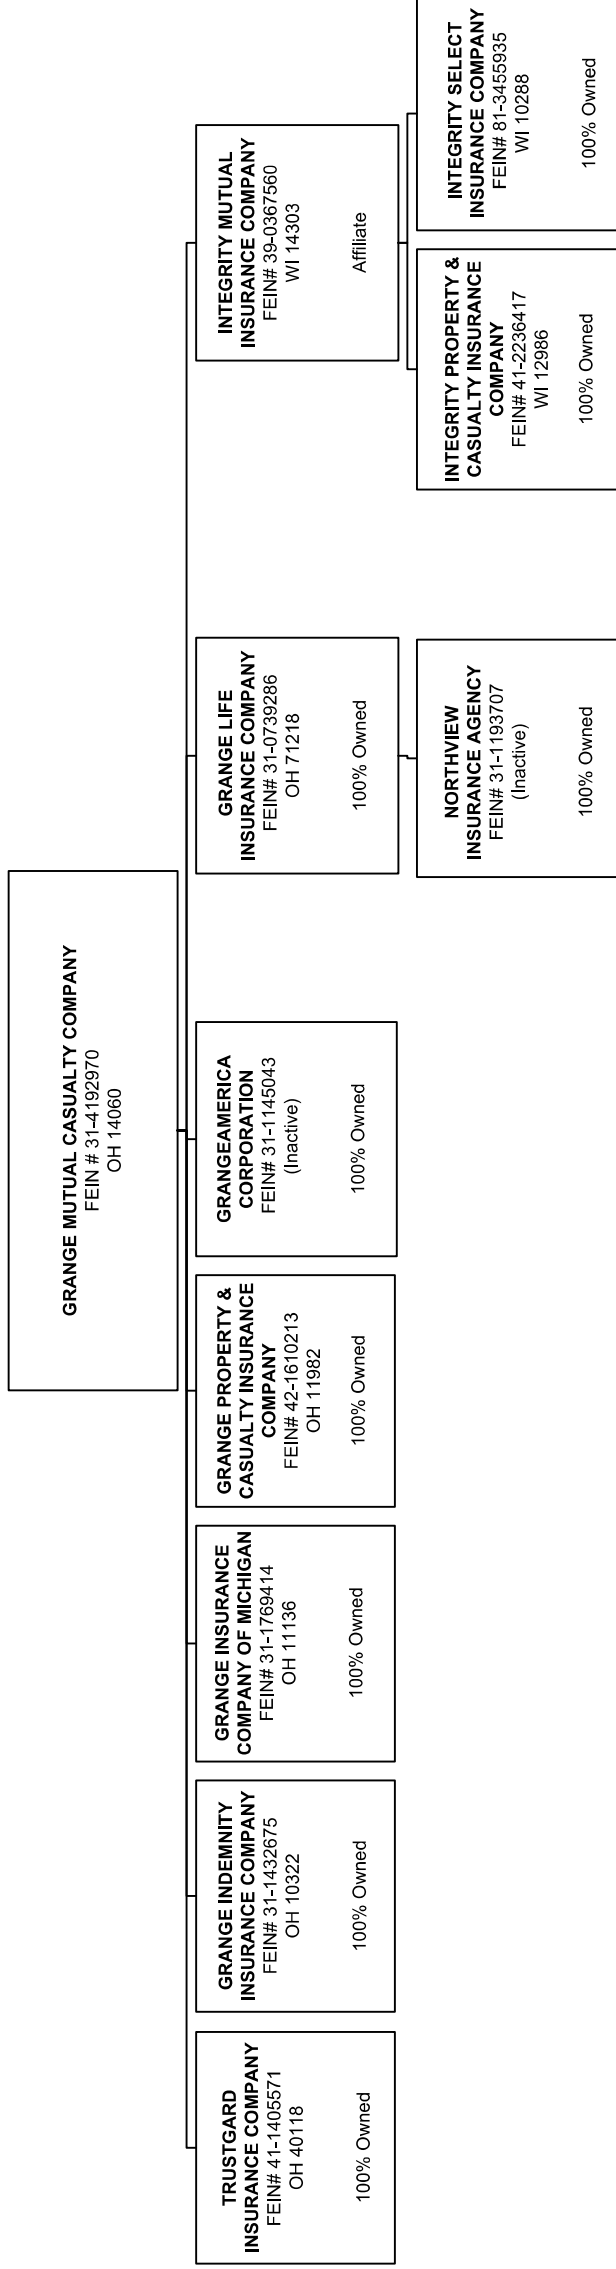 GRANGE MUTUAL CASUALTY COMPANY
FEIN # 31-4192970
OH 14060
TRUSTGARD
INSURANCE COMPANY
FEIN# 41-1405571
OH 40118
100% Owned
GRANGE INDEMNITY
INSURANCE COMPANY
FEIN# 31-1432675
OH 10322
100% Owned
GRANGE INSURANCE
COMPANY OF MICHIGAN
FEIN# 31-1769414
OH 11136
100% Owned
GRANGE PROPERTY &
CASUALTY INSURANCE
COMPANY
FEIN# 42-1610213
OH 11982
100% Owned
GRANGEAMERICA
CORPORATION
FEIN# 31-1145043
(Inactive)
100% Owned
GRANGE LIFE
INSURANCE COMPANY
FEIN# 31-0739286
OH 71218
100% Owned
INTEGRITY MUTUAL
INSURANCE COMPANY
FEIN# 39-0367560
WI 14303
Affiliate
NORTHVIEW
INSURANCE AGENCY
FEIN# 31-1193707
(Inactive)
100% Owned
INTEGRITY PROPERTY &
CASUALTY INSURANCE
COMPANY
FEIN# 41-2236417
WI 12986
100% Owned
INTEGRITY SELECT
INSURANCE COMPANY
FEIN# 81-3455935
WI 10288
100% Owned